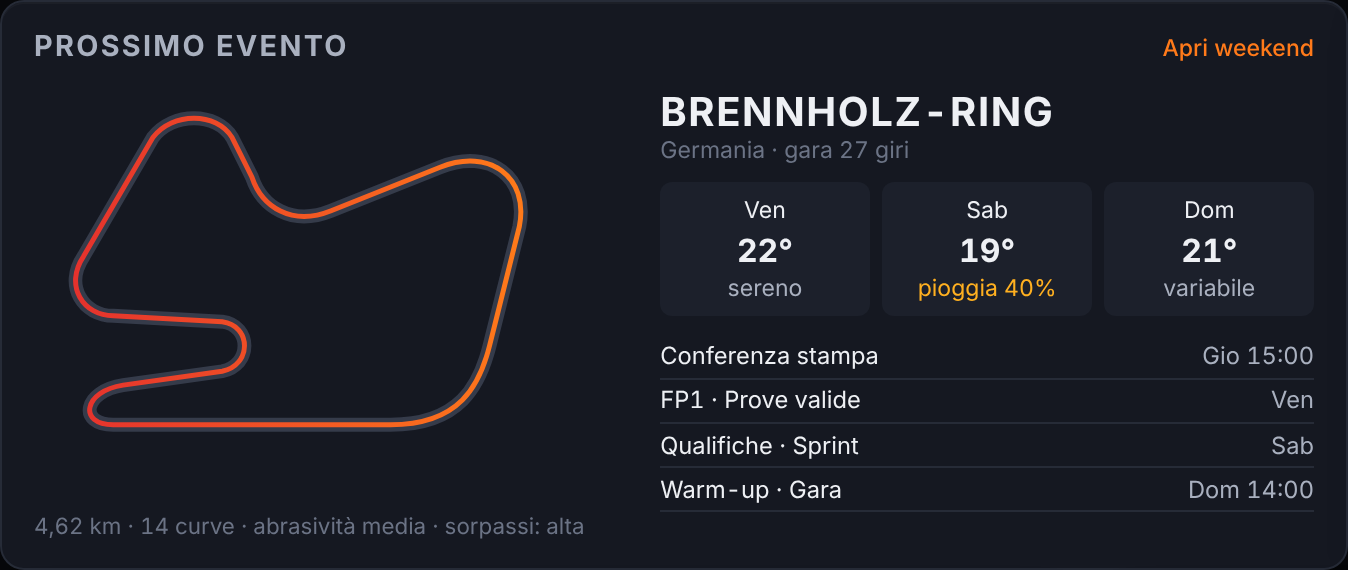 PROSSIMO EVENTO
Apri weekend
BRENNHOLZ-RING
Germania · gara 27 giri
Ven
22°
sereno
Sab
19°
pioggia 40%
Dom
21°
variabile
Conferenza stampa Gio 15:00
FP1 · Prove valide Ven
Qualifiche · Sprint Sab
Warm-up · Gara Dom 14:00
4,62 km · 14 curve · abrasività media · sorpassi: alta